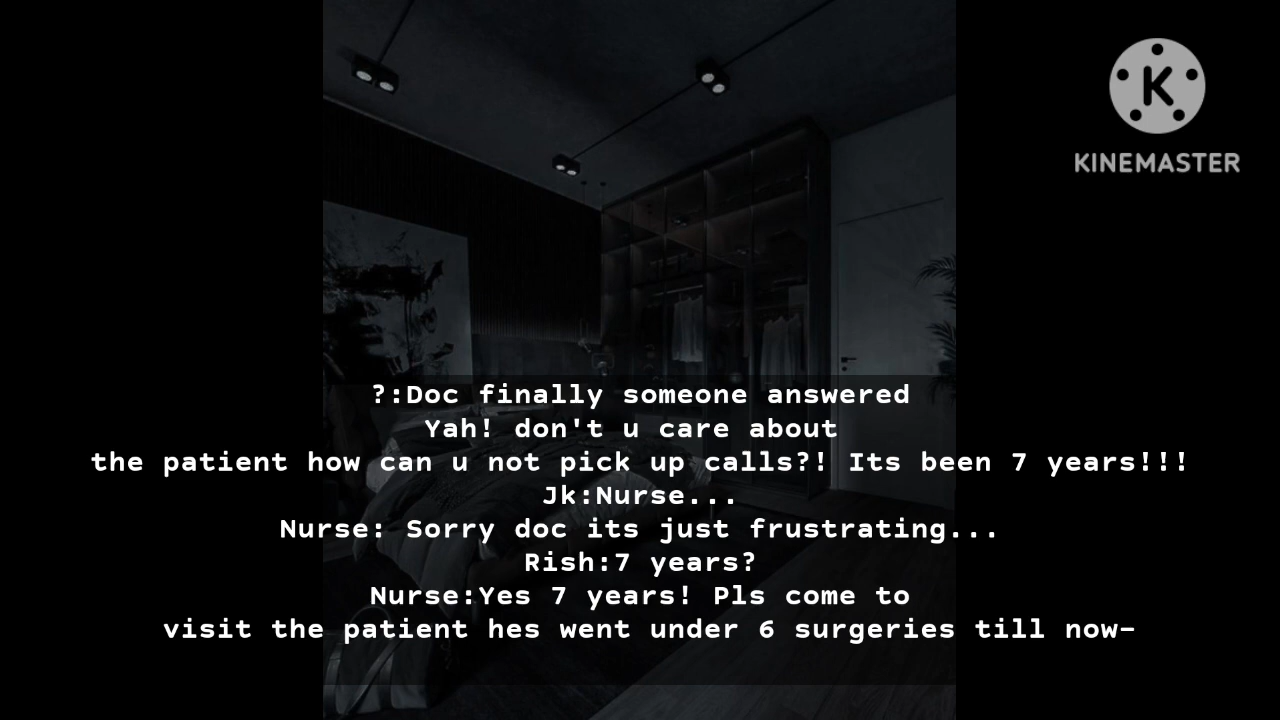 KINEMASTER
?:Doc finally someone answered
Yah! don't u care about
the patient how can u not pick up calls?! Its been 7 years!!!
Jk:Nurse...
Nurse: Sorry doc its just frustrating...
Rish:7 years?
Nurse:Yes 7 years! Pls come to
visit the patient hes went under 6 surgeries till now-